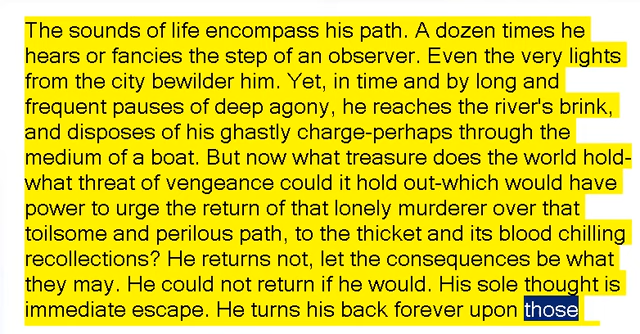 The sounds of life encompass his path. A dozen times he
hears or fancies the step of an observer. Even the very lights
from the city bewilder him. Yet, in time and by long and
frequent pauses of deep agony, he reaches the river's brink,
and disposes of his ghastly charge-perhaps through the
medium of a boat. But now what treasure does the world hold-
what threat of vengeance could it hold out-which would have
power to urge the return of that lonely murderer over that
toilsome and perilous path, to the thicket and its blood chilling
recollections? He returns not, let the consequences be what
they may. He could not return if he would. His sole thought is
immediate escape. He turns his back forever upon those